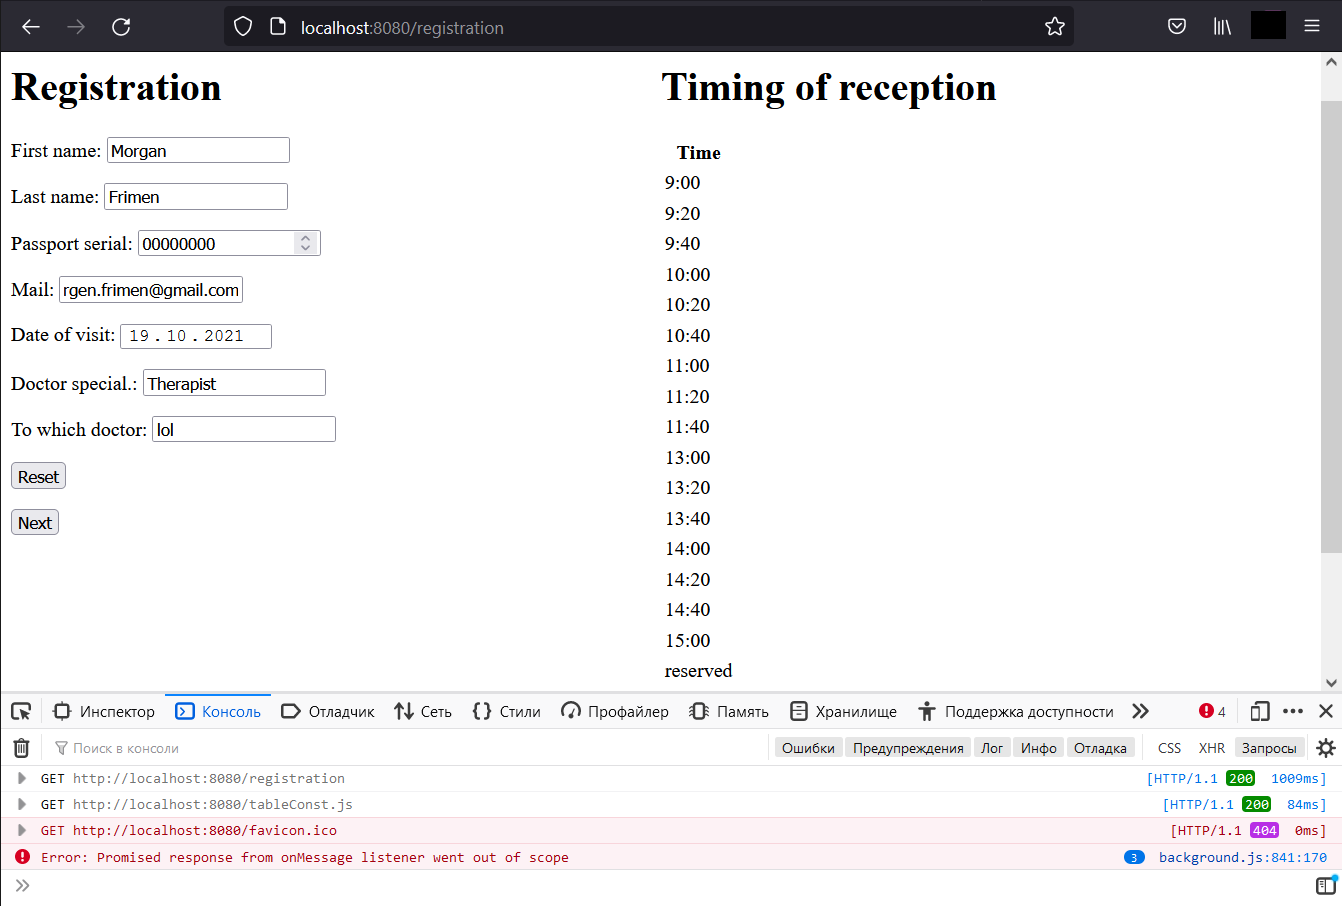 localhost:8080/registration
Registration
First name: Morgan
Last name: Frimen
Passport serial: 00000000
Mail: rgen.frimen@gmail.com
Date of visit: 19.10.2021
Doctor special.: Therapist
To which doctor: lol
Reset
Next
Timing of reception
Time
9:00
9:20
9:40
10:00
10:20
10:40
11:00
11:20
11:40
13:00
13:20
13:40
14:00
14:20
14:40
15:00
reserved
Инспектор Консоль Отладчик Сеть Стили Профайлер Память Хранилище Поддержка доступности 4
Поиск в консоли Ошибки Предупреждения Лог Инфо Отладка CSS XHR Запросы
GET http://localhost:8080/registration [HTTP/1.1 200 1009ms]
GET http://localhost:8080/tableConst.js [HTTP/1.1 200 84ms]
GET http://localhost:8080/favicon.ico [HTTP/1.1 404 0ms]
Error: Promised response from onMessage listener went out of scope 3 background.js:841:170